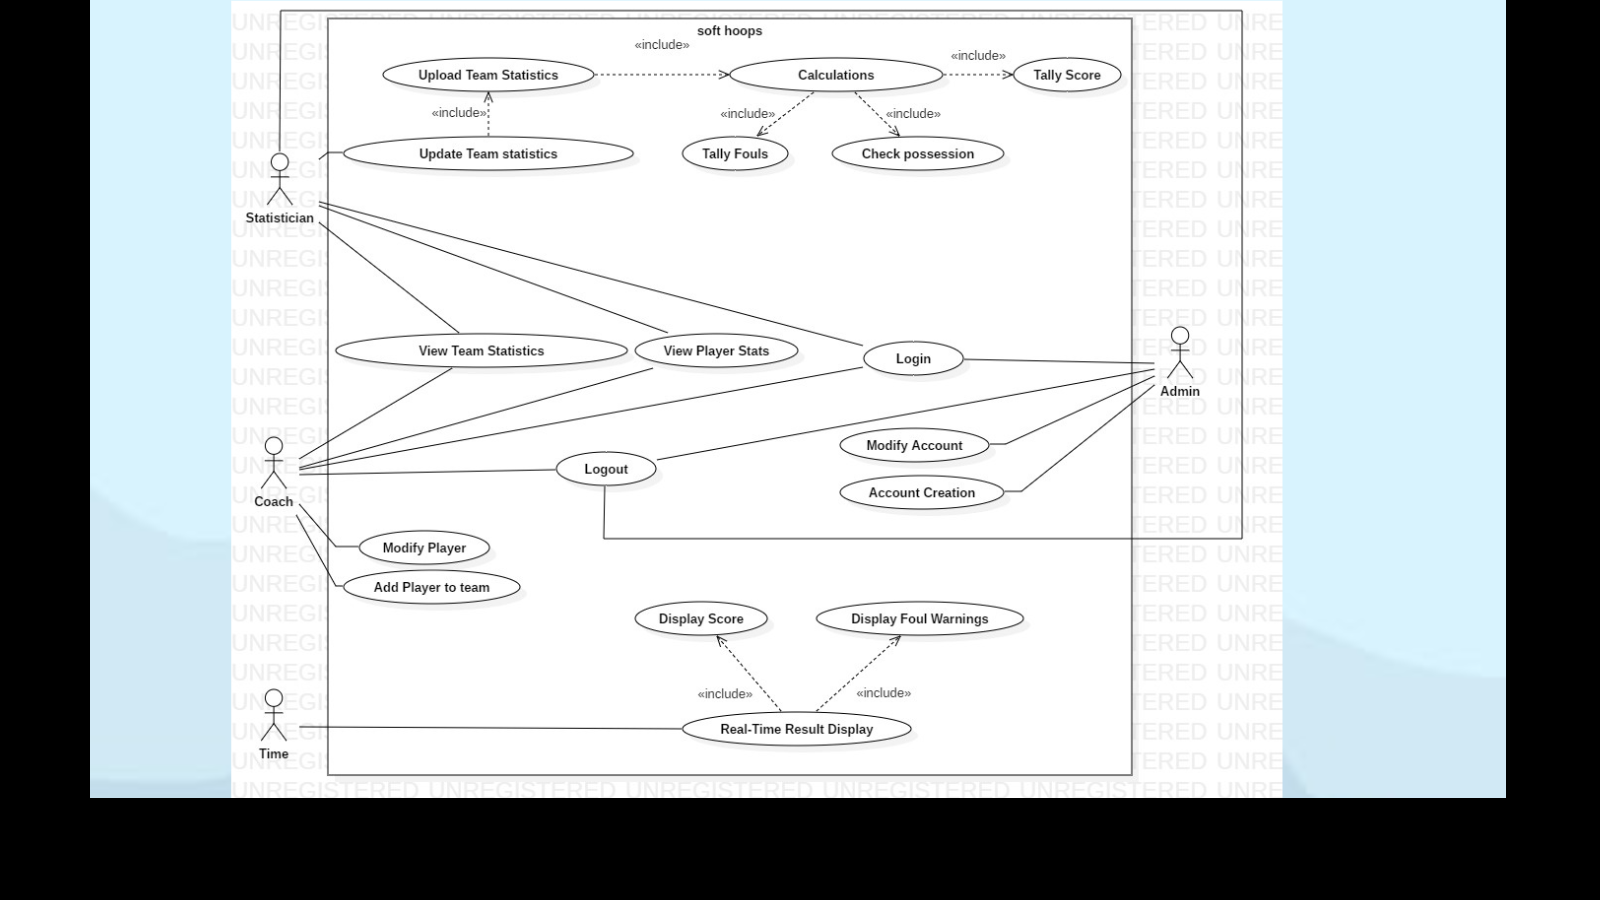 soft hoops
«include»
«include»
Upload Team Statistics
Calculations
Tally Score
«include»
«include»
«include»
Update Team statistics
Tally Fouls
Check possession
Statistician
View Team Statistics
View Player Stats
Login
Admin
Modify Account
Logout
Account Creation
Coach
Modify Player
Add Player to team
Display Score
Display Foul Warnings
«include»
«include»
Real-Time Result Display
Time
UNREGISTERED UNREGISTERED UNREGISTERED UNREGISTERED UNREGISTERED UNRE